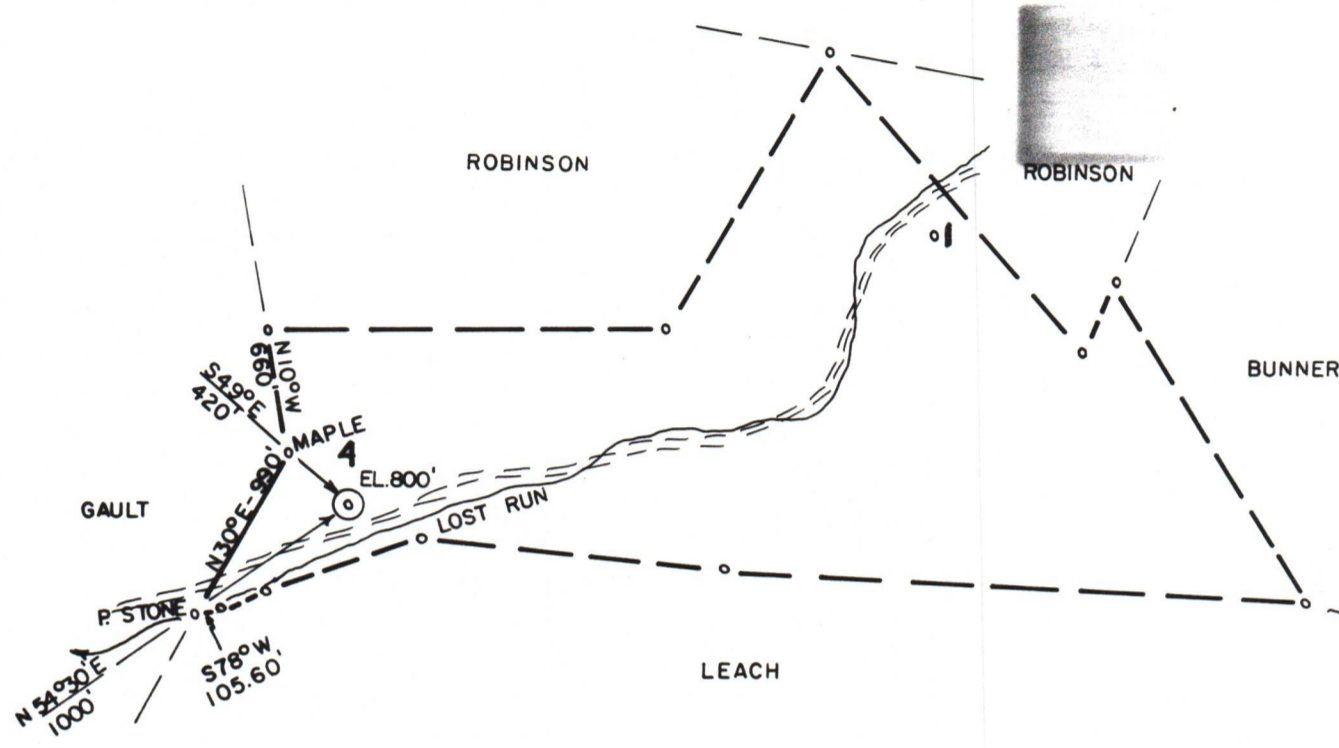 ROBINSON
ROBINSON
1
BUNNER
N10°W
660'
S49°E
420'
MAPLE
4
EL.800'
GAULT
N30°E-990'
LOST RUN
P. STONE
S78°W
105.60'
LEACH
N 54°30'E
1000'